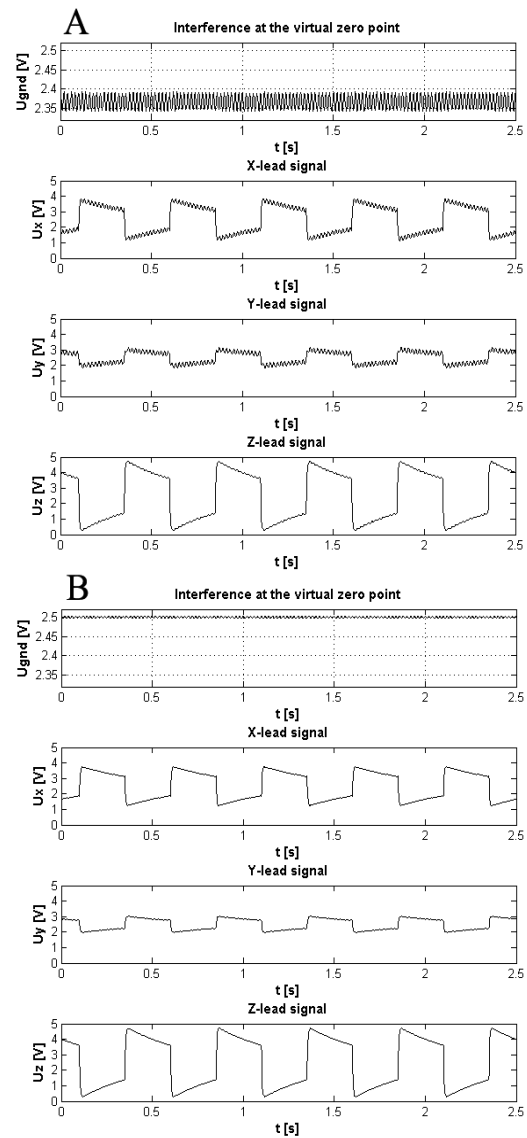 A
Interference at the virtual zero point
Ugnd [V]
2.5
2.45
2.4
2.35
0 0.5 1 1.5 2 2.5
t [s]
X-lead signal
Ux [V]
5
4
3
2
1
0
0 0.5 1 1.5 2 2.5
t [s]
Y-lead signal
Uy [V]
5
4
3
2
1
0
0 0.5 1 1.5 2 2.5
t [s]
Z-lead signal
Uz [V]
5
4
3
2
1
0
0 0.5 1 1.5 2 2.5
t [s]
B
Interference at the virtual zero point
Ugnd [V]
2.5
2.45
2.4
2.35
0 0.5 1 1.5 2 2.5
t [s]
X-lead signal
Ux [V]
5
4
3
2
1
0
0 0.5 1 1.5 2 2.5
t [s]
Y-lead signal
Uy [V]
5
4
3
2
1
0
0 0.5 1 1.5 2 2.5
t [s]
Z-lead signal
Uz [V]
5
4
3
2
1
0
0 0.5 1 1.5 2 2.5
t [s]